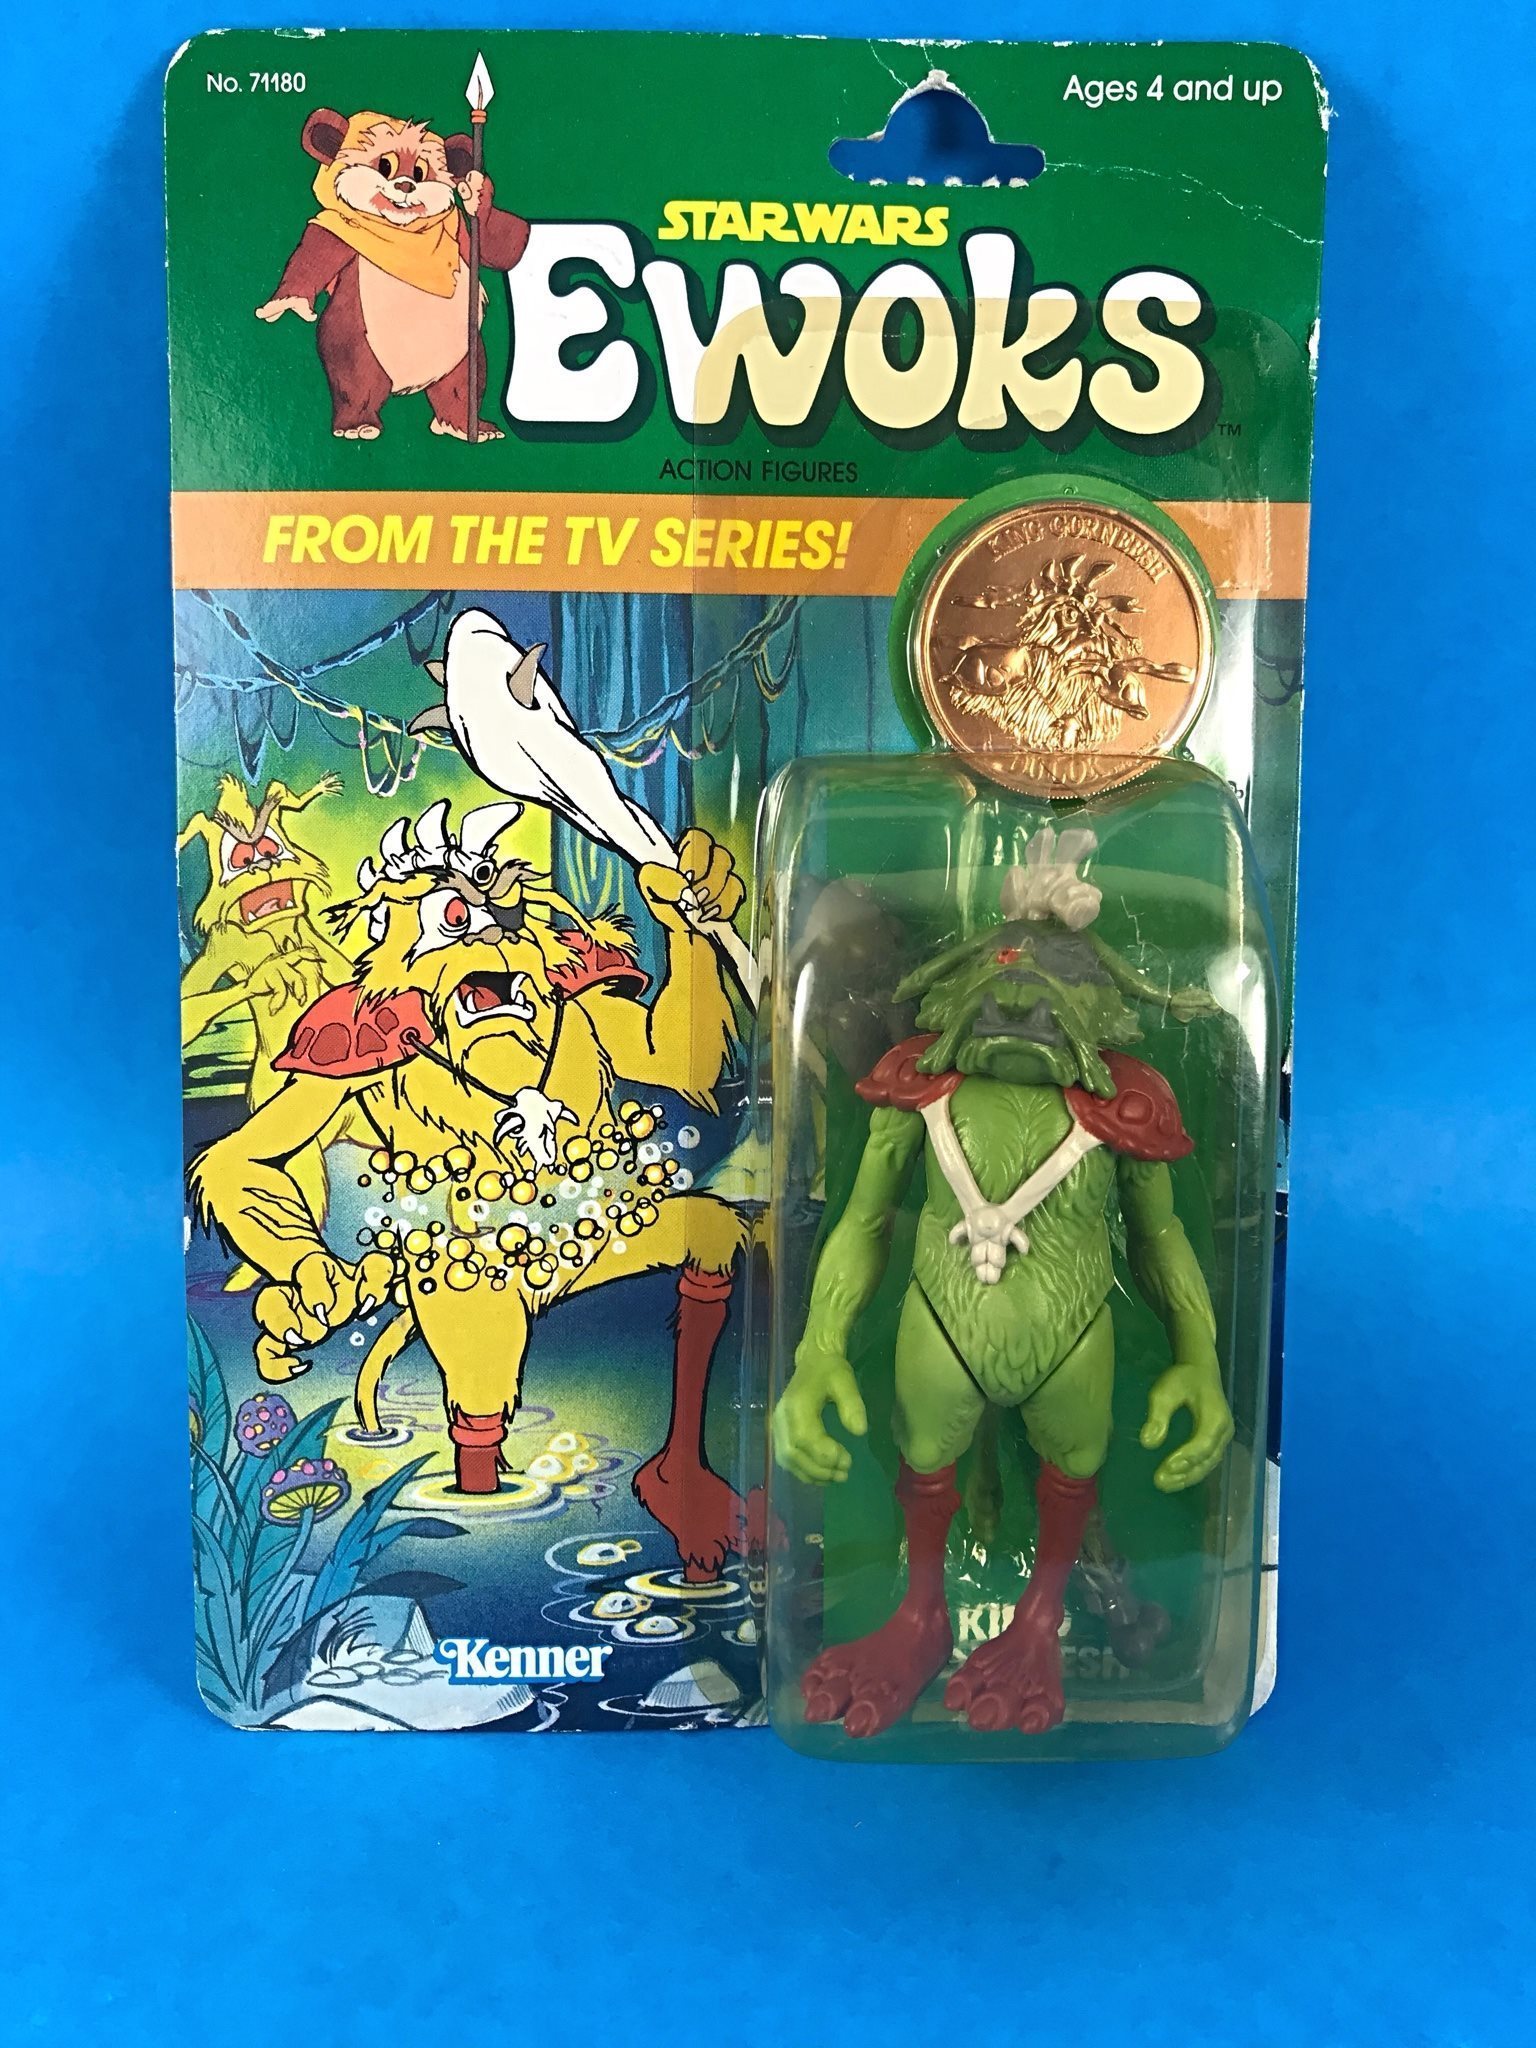 No. 71180
Ages 4 and up
STAR WARS
Ewoks
TM
ACTION FIGURES
FROM THE TV SERIES!
KING GORNEESH
Kenner